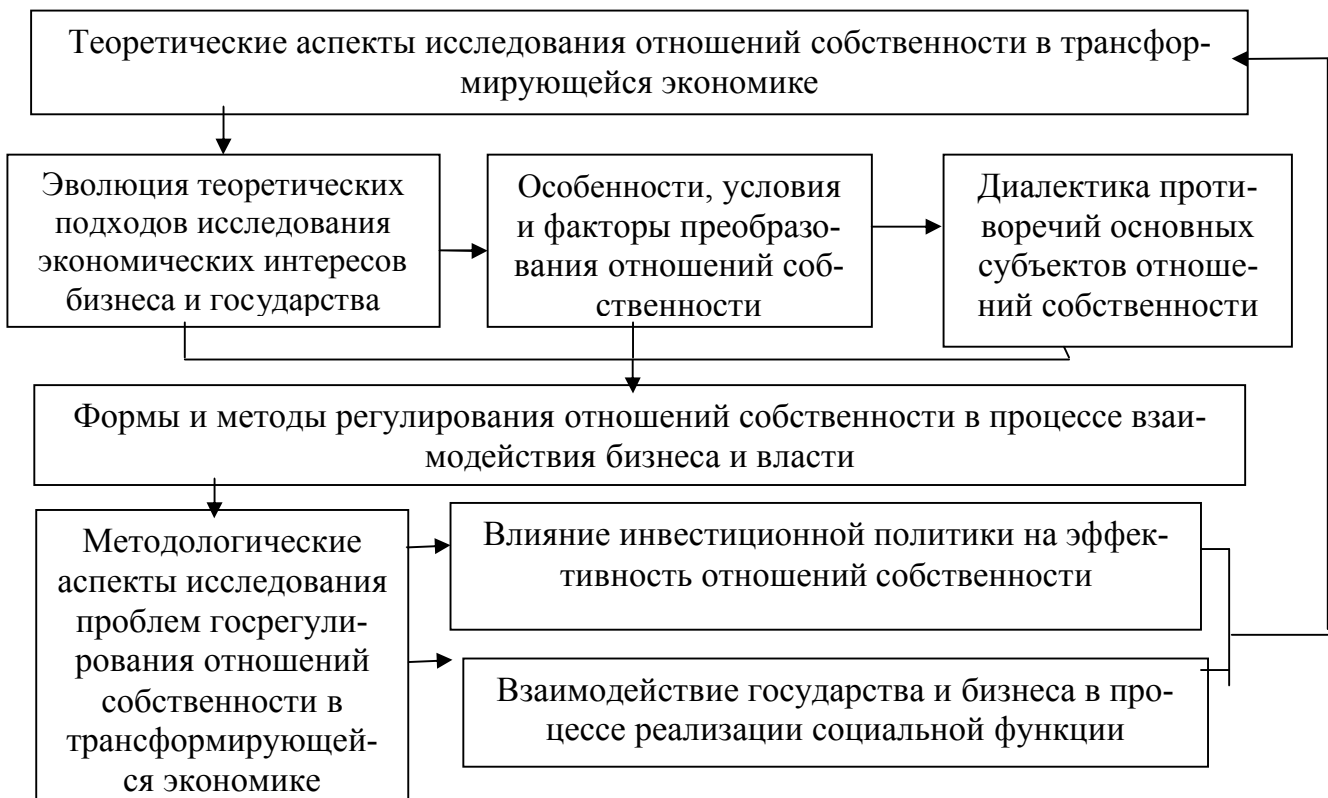 Теоретические аспекты исследования отношений собственности в трансфор-
мирующейся экономике
Эволюция теоретических
подходов исследования
экономических интересов
бизнеса и государства
Особенности, условия
и факторы преобразо-
вания отношений соб-
ственности
Диалектика проти-
воречий основных
субъектов отноше-
ний собственности
Формы и методы регулирования отношений собственности в процессе взаи-
модействия бизнеса и власти
Методологические
аспекты исследования
проблем госрегули-
рования отношений
собственности в
трансформирующей-
ся экономике
Влияние инвестиционной политики на эффек-
тивность отношений собственности
Взаимодействие государства и бизнеса в про-
цессе реализации социальной функции